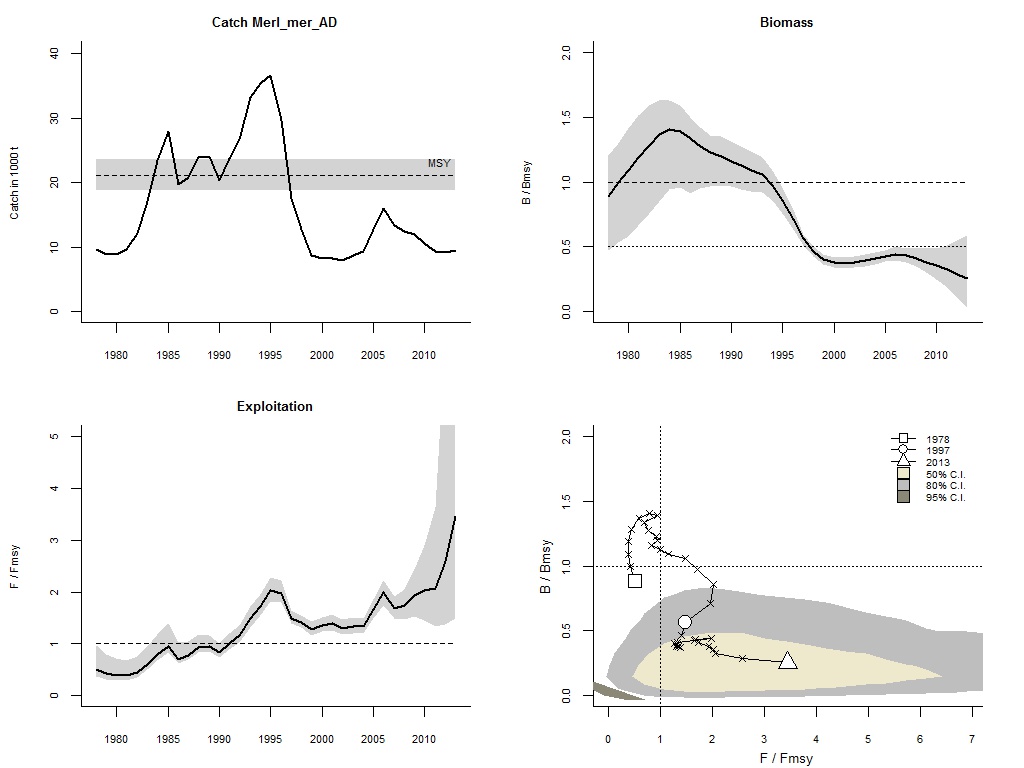 Catch Merl_mer_AD
Catch in 1000 t
40
30
20
10
0
MSY
1980 1985 1990 1995 2000 2005 2010
Biomass
B / Bmsy
2.0
1.5
1.0
0.5
0.0
1980 1985 1990 1995 2000 2005 2010
Exploitation
F / Fmsy
5
4
3
2
1
0
1980 1985 1990 1995 2000 2005 2010
B / Bmsy
2.0
1.5
1.0
0.5
0.0
1978
1997
2013
50% C.I.
80% C.I.
95% C.I.
0 1 2 3 4 5 6 7
F / Fmsy